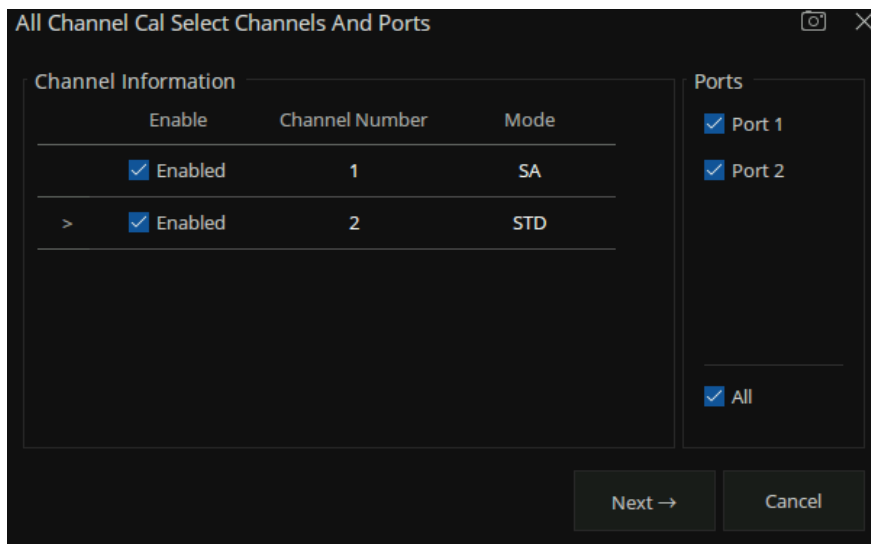 All Channel Cal Select Channels And Ports
Channel Information
Enable Channel Number Mode
Enabled 1 SA
> Enabled 2 STD
Ports
Port 1
Port 2
All
Next →
Cancel